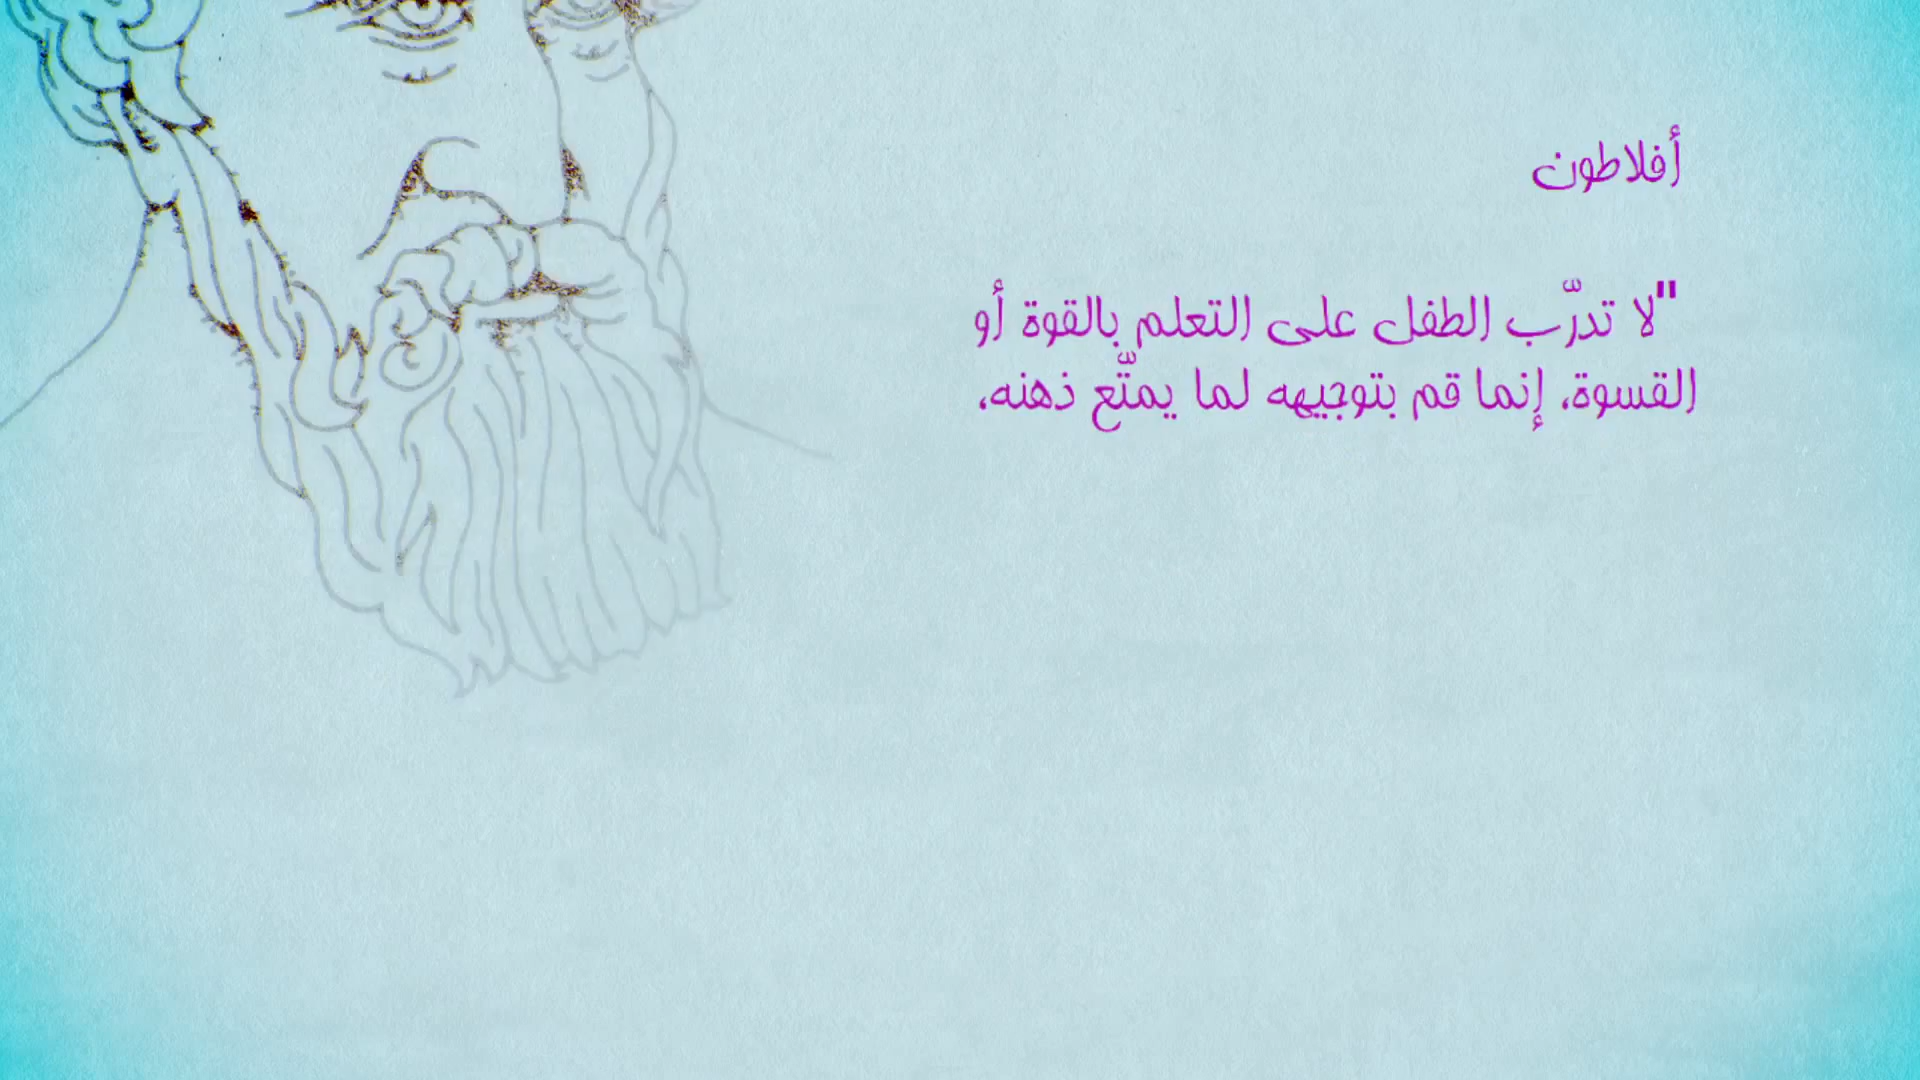 أفلاطون
"لا تدرّب الطفل على التعلم بالقوة أو
القسوة، إنما قم بتوجيهه لما يمتّع ذهنه،